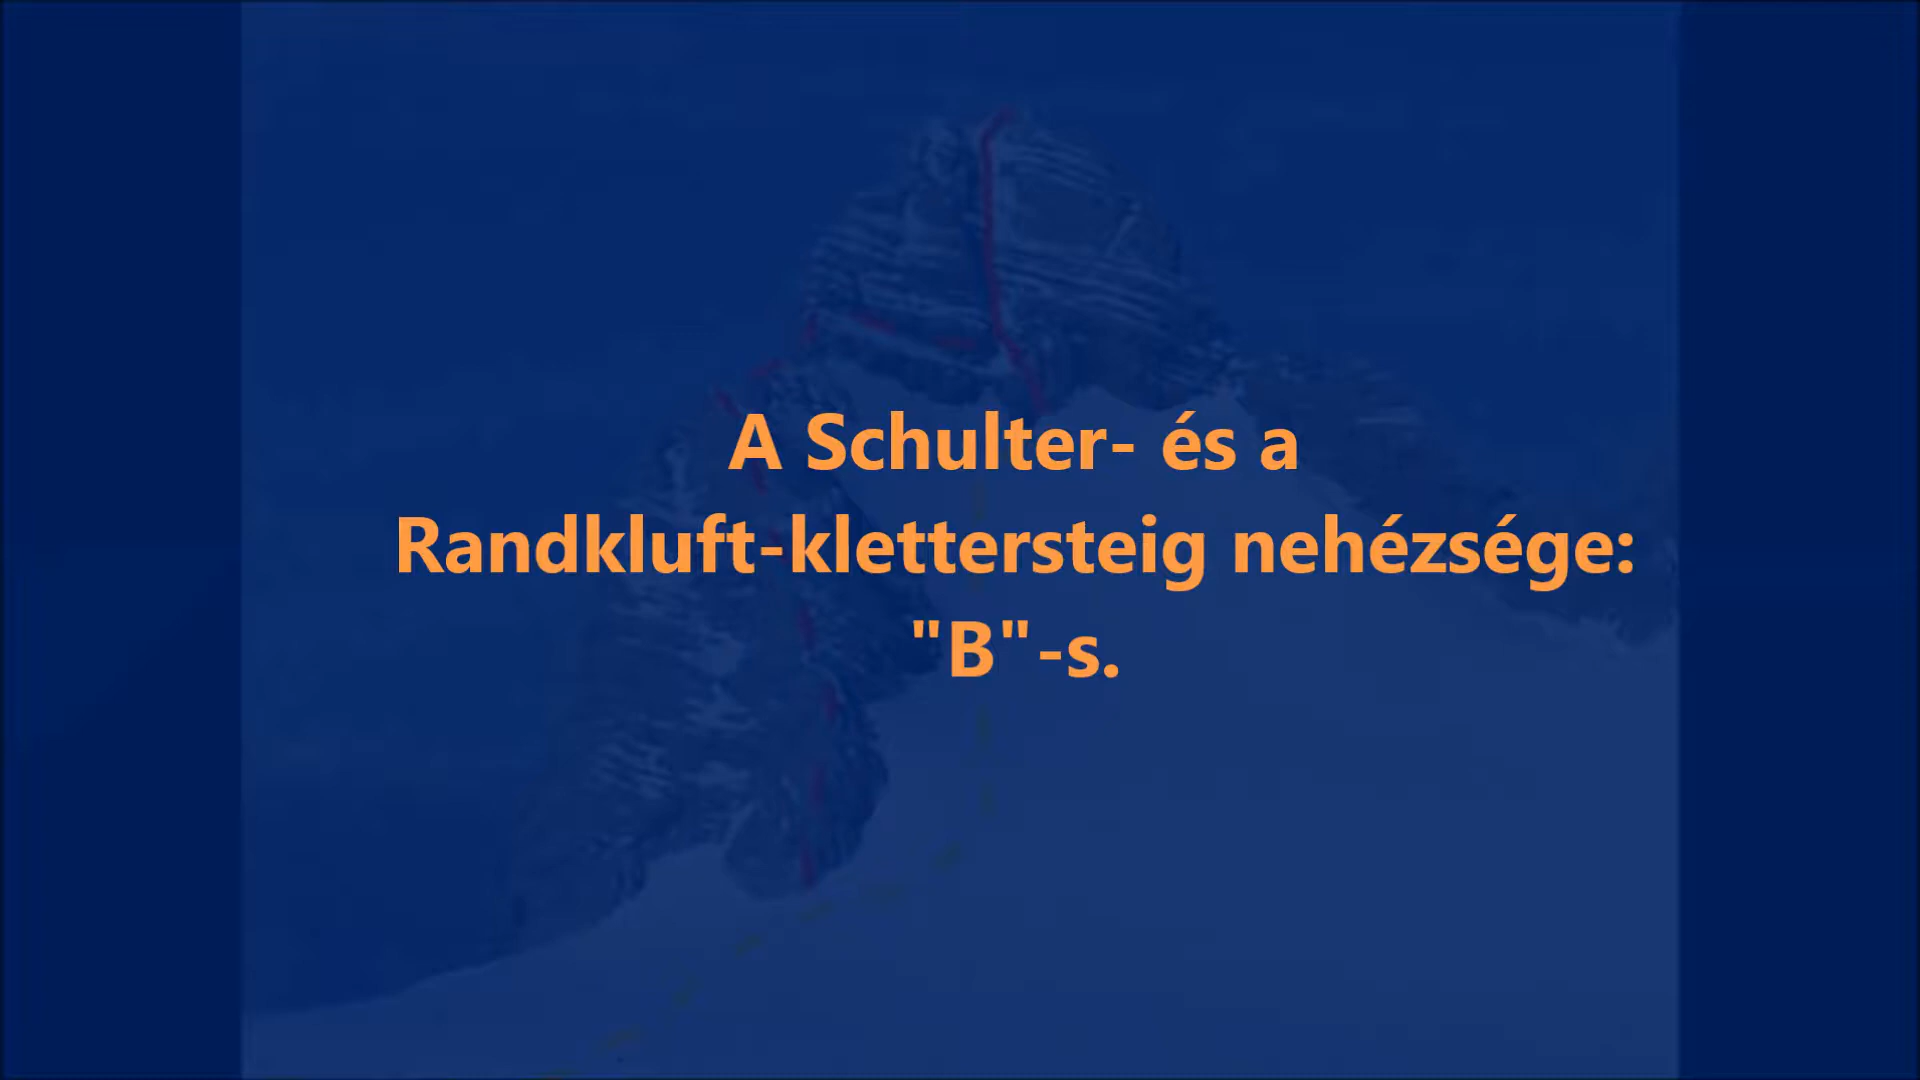 A Schulter- és a
Randkluft-klettersteig nehézsége:
"B"-s.